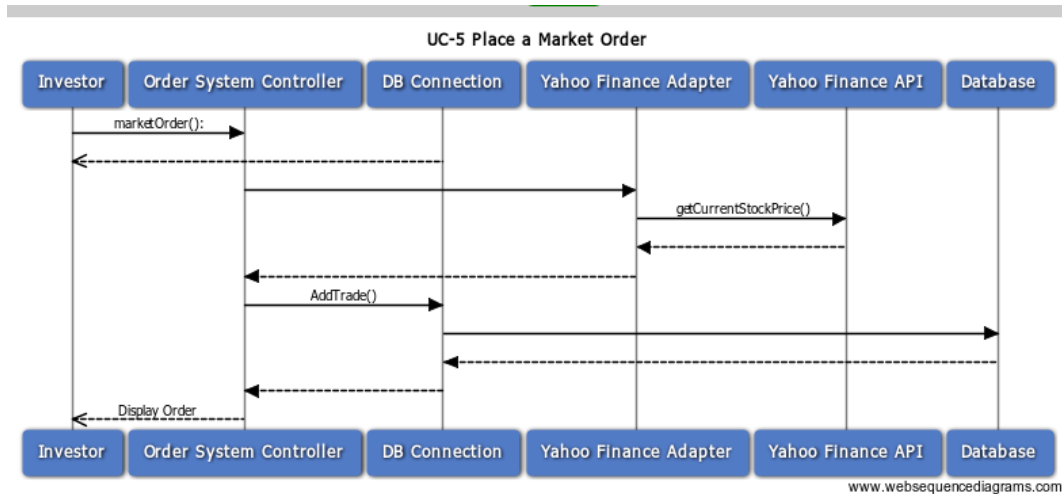 UC-5 Place a Market Order
Investor Order System Controller DB Connection Yahoo Finance Adapter Yahoo Finance API Database
marketOrder():
getCurrentStockPrice()
AddTrade()
Display Order
Investor Order System Controller DB Connection Yahoo Finance Adapter Yahoo Finance API Database
www.websequencediagrams.com